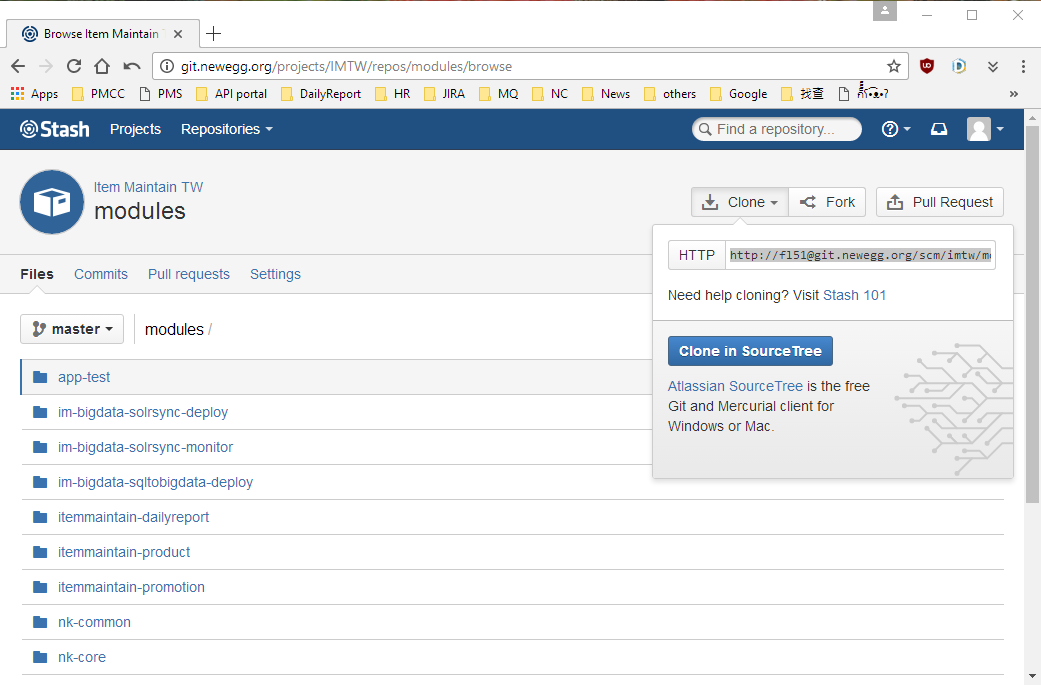 Browse Item Maintain
git.newegg.org/projects/IMTW/repos/modules/browse
Apps PMCC PMS API portal DailyReport HR JIRA MQ NC News others Google 找查
Stash Projects Repositories Find a repository...
Item Maintain TW
modules
Clone Fork Pull Request
HTTP http://fl51@git.newegg.org/scm/imtw/m
Need help cloning? Visit Stash 101
Clone in SourceTree
Atlassian SourceTree is the free
Git and Mercurial client for
Windows or Mac.
Files Commits Pull requests Settings
master modules /
app-test
im-bigdata-solrsync-deploy
im-bigdata-solrsync-monitor
im-bigdata-sqltobigdata-deploy
itemmaintain-dailyreport
itemmaintain-product
itemmaintain-promotion
nk-common
nk-core